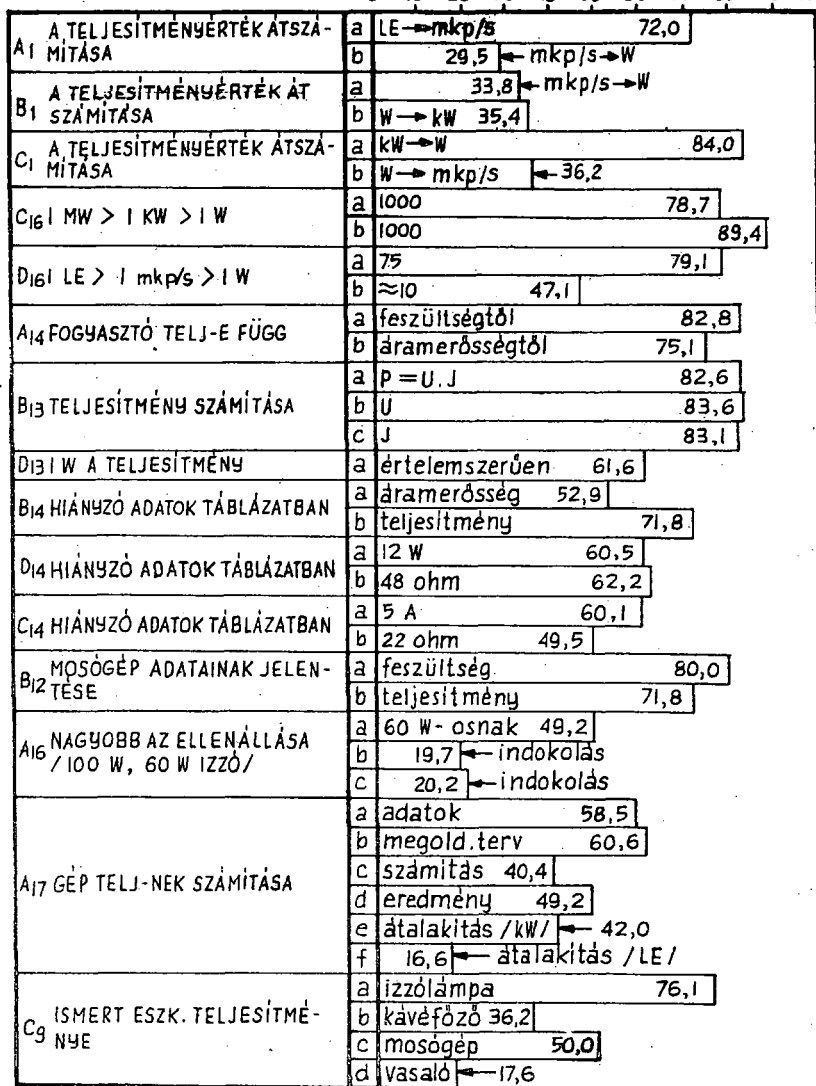 A1 A TELJESÍTMÉNYÉRTÉK ÁTSZÁ-
MÍTÁSA
a LE→mkp/s 72,0
b 29,5 ← mkp/s→W
B1 A TELJESÍTMÉNYÉRTÉK ÁT
SZÁMÍTÁSA
a 33,8 ← mkp/s→W
b W→kW 35,4
C1 A TELJESÍTMÉNYÉRTÉK ÁTSZÁ-
MÍTÁSA
a kW→W 84,0
b W→mkp/s ← 36,2
C16 1 MW > 1 KW > 1 W
a 1000 78,7
b 1000 89,4
D16 1 LE > 1 mkp/s > 1 W
a 75 79,1
b ≈10 47,1
A14 FOGYASZTÓ TELJ-E FÜGG
a feszültségtől 82,8
b áramerősségtől 75,1
B13 TELJESÍTMÉNY SZÁMÍTÁSA
a P = U.J 82,6
b U 83,6
c J 83,1
D13 1 W A TELJESÍTMÉNY
a értelemszerűen 61,6
B14 HIÁNYZÓ ADATOK TÁBLÁZATBAN
a áramerősség 52,9
b teljesítmény 71,8
D14 HIÁNYZÓ ADATOK TÁBLÁZATBAN
a 12 W 60,5
b 48 ohm 62,2
C14 HIÁNYZÓ ADATOK TÁBLÁZATBAN
a 5 A 60,1
b 22 ohm 49,5
B12 MOSÓGÉP ADATAINAK JELEN-
TÉSE
a feszültség 80,0
b teljesítmény 71,8
A16 NAGYOBB AZ ELLENÁLLÁSA
/100 W, 60 W IZZÓ/
a 60 W-osnak 49,2
b 19,7 ← indokolás
c 20,2 ← indokolás
A17 GÉP TELJ-NEK SZÁMÍTÁSA
a adatok 58,5
b megold.terv 60,6
c számítás 40,4
d eredmény 49,2
e átalakítás /kW/ ← 42,0
f 16,6 ← átalakítás /LE/
C9 ISMERT ESZK. TELJESÍTMÉ-
NYE
a izzólámpa 76,1
b kávéfőző 36,2
c mosógép 50,0
d vasaló ← 17,6